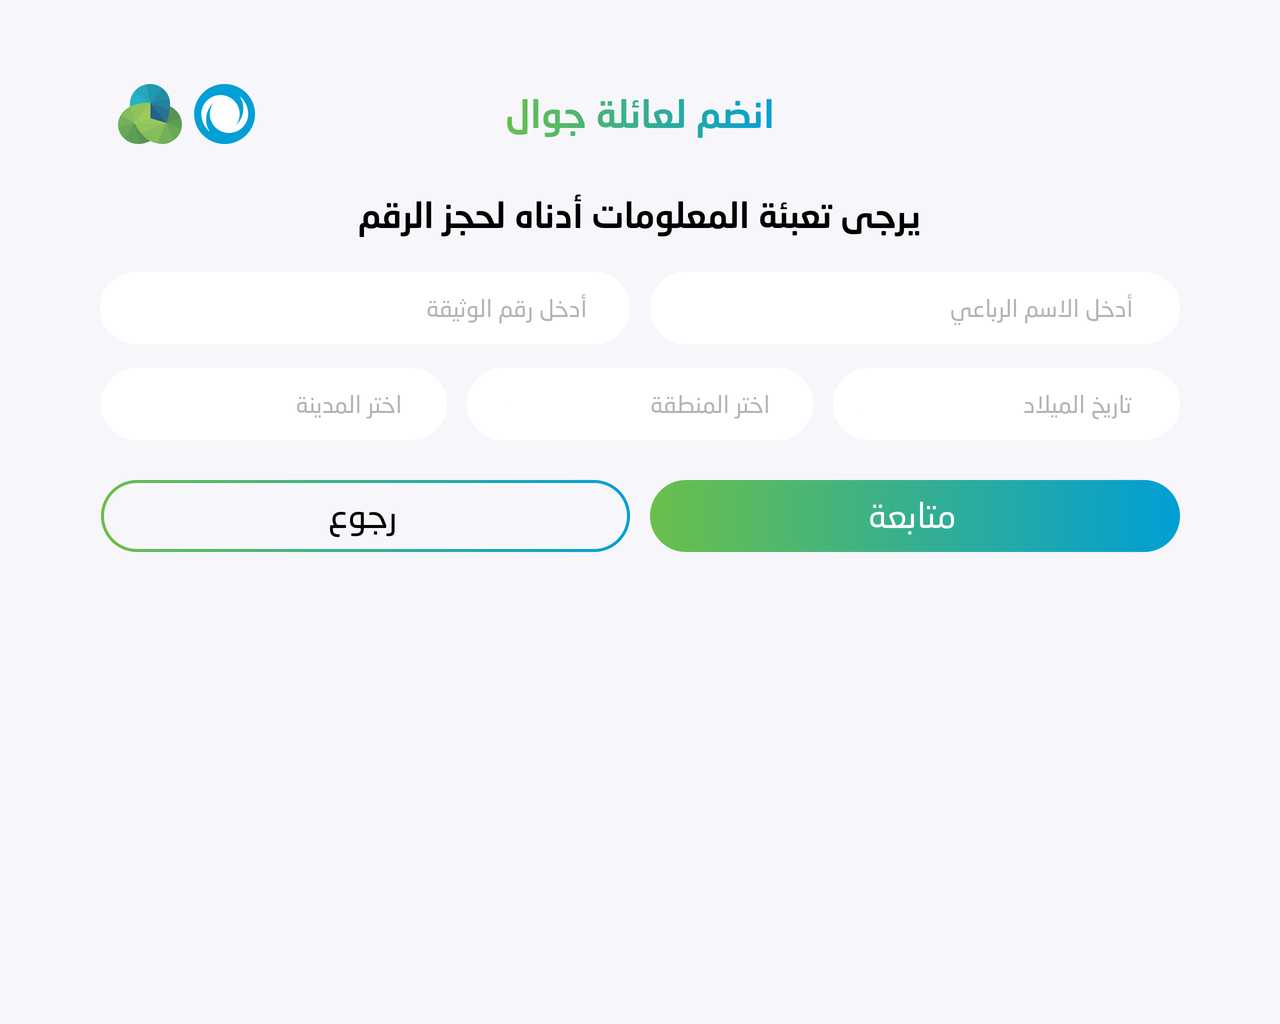 انضم لعائلة جوال
يرجى تعبئة المعلومات أدناه لحجز الرقم
أدخل الاسم الرباعي
أدخل رقم الوثيقة
تاريخ الميلاد
اختر المنطقة
اختر المدينة
متابعة
رجوع